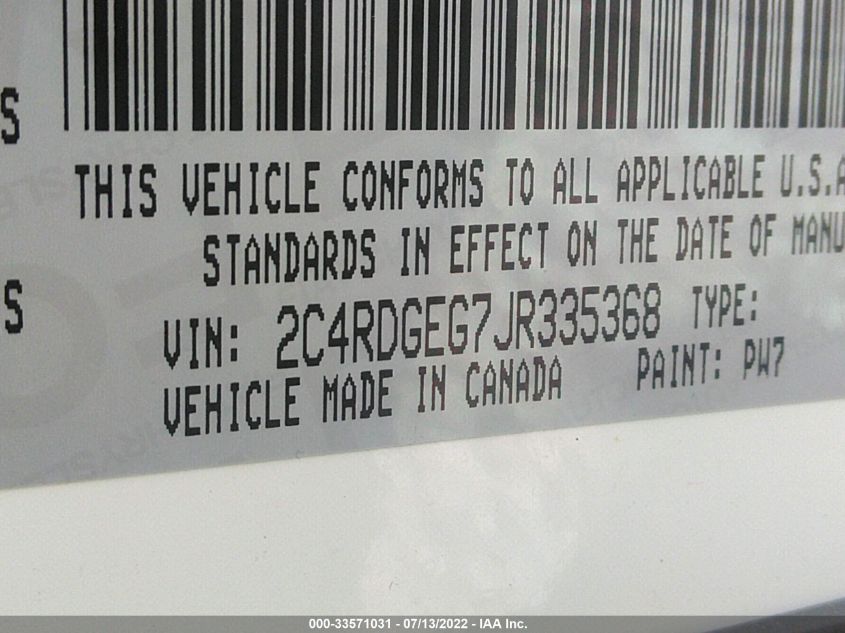 S
THIS VEHICLE CONFORMS TO ALL APPLICABLE U.S.A
STANDARDS IN EFFECT ON THE DATE OF MANU
S
VIN: 2C4RDGEG7JR335368 TYPE:
VEHICLE MADE IN CANADA PAINT: PW7
000-33571031 - 07/13/2022 - IAA Inc.